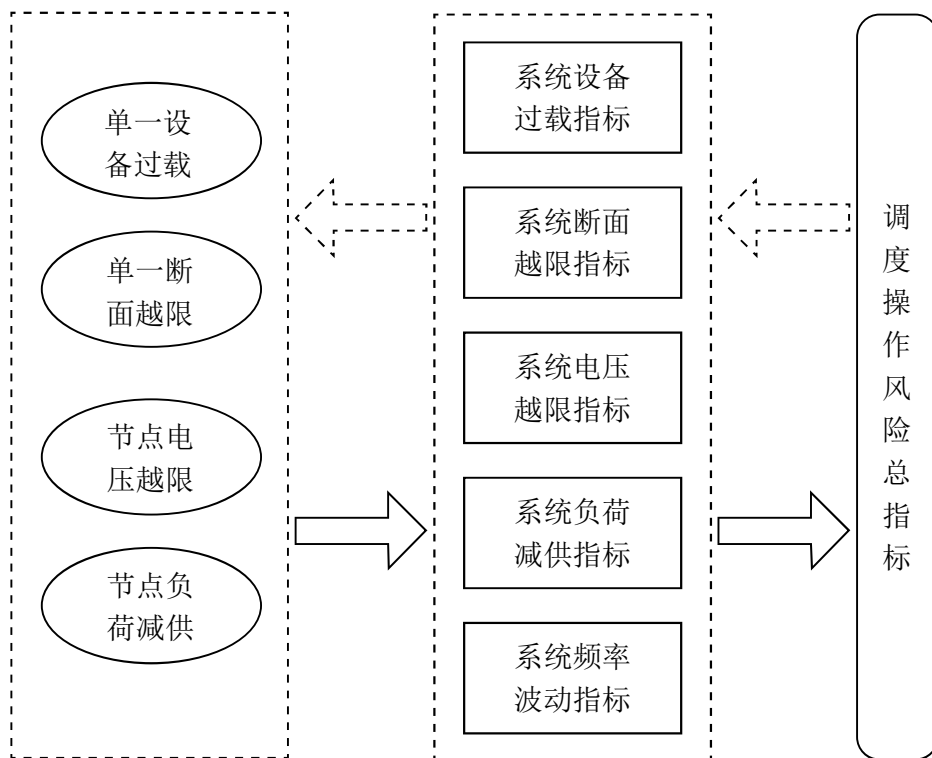 单一设
备过载
单一断
面越限
节点电
压越限
节点负
荷减供
系统设备
过载指标
系统断面
越限指标
系统电压
越限指标
系统负荷
减供指标
系统频率
波动指标
调
度
操
作
风
险
总
指
标